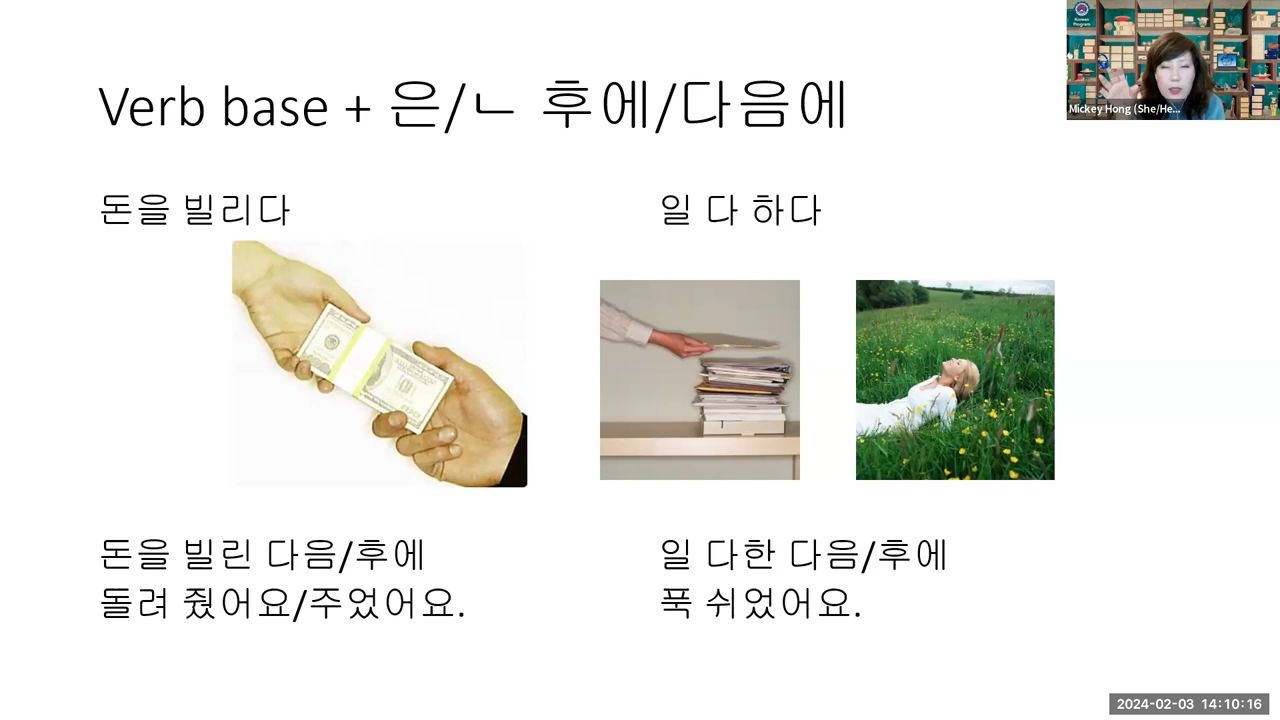 Verb base + 은/ㄴ 후에/다음에
Korean
Program
Mickey Hong (She/He...
돈을 빌리다
일 다 하다
돈을 빌린 다음/후에
돌려 줬어요/주었어요.
일 다한 다음/후에
푹 쉬었어요.
2024-02-03 14:10:16